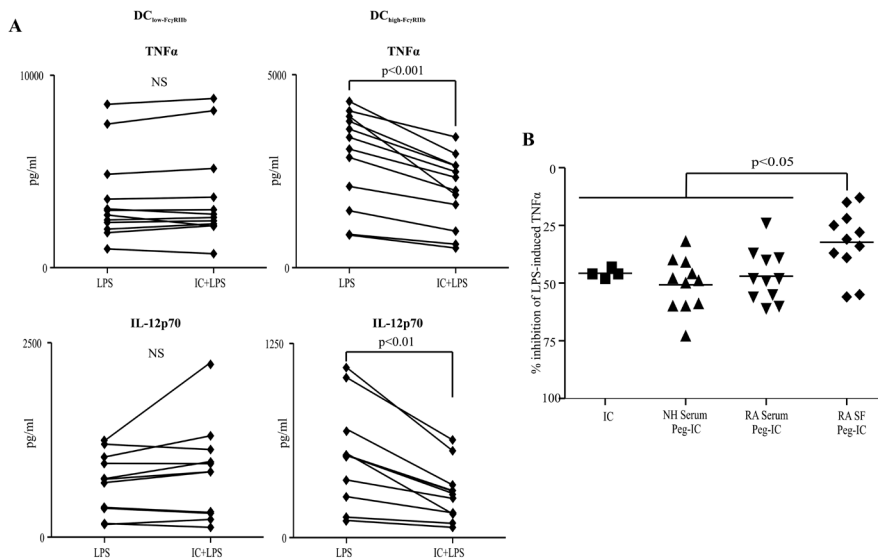 A
DClow-FcγRIIb
TNFα
NS
10000
pg/ml
0
LPS
IC+LPS
DChigh-FcγRIIb
TNFα
p<0.001
5000
pg/ml
0
LPS
IC+LPS
IL-12p70
NS
2500
pg/ml
0
LPS
IC+LPS
IL-12p70
p<0.01
1250
pg/ml
0
LPS
IC+LPS
B
p<0.05
% inhibition of LPS-induced TNFα
0
25
50
75
100
IC
NH Serum
Peg-IC
RA Serum
Peg-IC
RA SF
Peg-IC